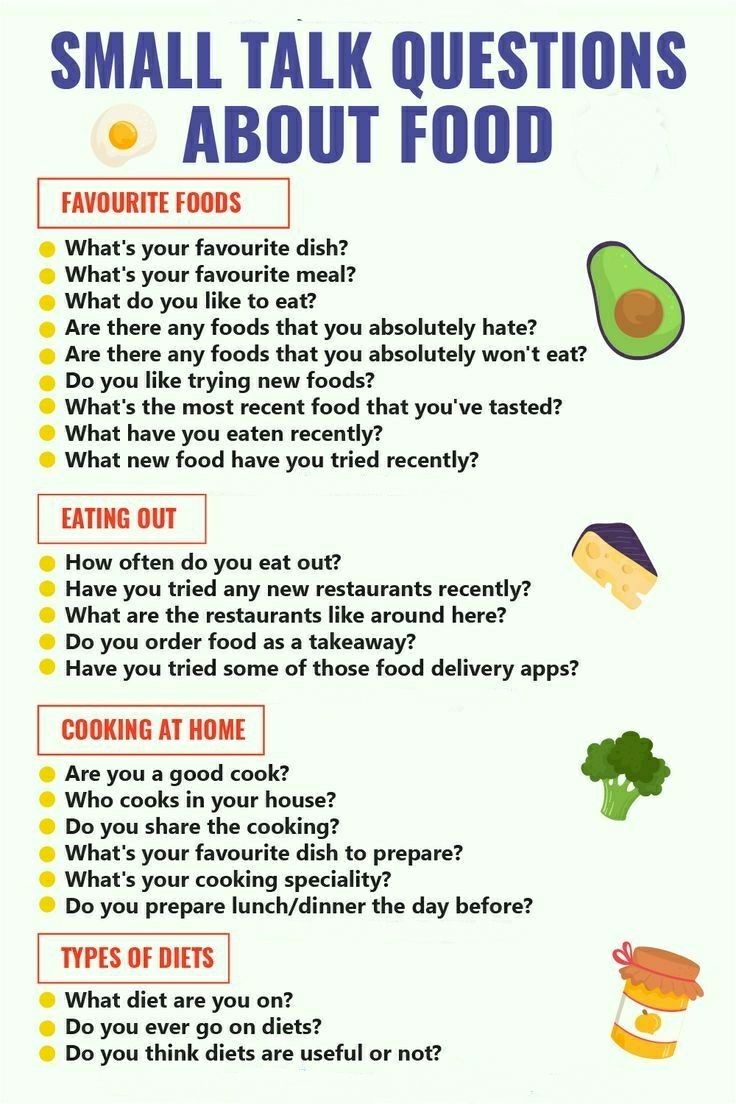 SMALL TALK QUESTIONS
ABOUT FOOD
FAVOURITE FOODS
What's your favourite dish?
What's your favourite meal?
What do you like to eat?
Are there any foods that you absolutely hate?
Are there any foods that you absolutely won't eat?
Do you like trying new foods?
What's the most recent food that you've tasted?
What have you eaten recently?
What new food have you tried recently?
EATING OUT
How often do you eat out?
Have you tried any new restaurants recently?
What are the restaurants like around here?
Do you order food as a takeaway?
Have you tried some of those food delivery apps?
COOKING AT HOME
Are you a good cook?
Who cooks in your house?
Do you share the cooking?
What's your favourite dish to prepare?
What's your cooking speciality?
Do you prepare lunch/dinner the day before?
TYPES OF DIETS
What diet are you on?
Do you ever go on diets?
Do you think diets are useful or not?